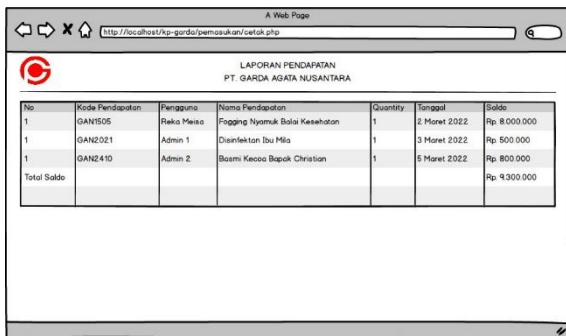 A Web Page
http://localhost/kp-garda/pemasukan/cetak.php
LAPORAN PENDAPATAN
PT. GARDA AGATA NUSANTARA
No Kode Pendapatan Pengguna Nama Pendapatan Quantity Tanggal Saldo
1 GAN1505 Reka Meisa Fogging Nyamuk Balai Kesehatan 1 2 Maret 2022 Rp. 8.000.000
1 GAN2021 Admin 1 Disinfektan Ibu Mila 1 3 Maret 2022 Rp. 500.000
1 GAN2410 Admin 2 Basmi Kecoa Bapak Christian 1 5 Maret 2022 Rp. 800.000
Total Saldo Rp. 9.300.000